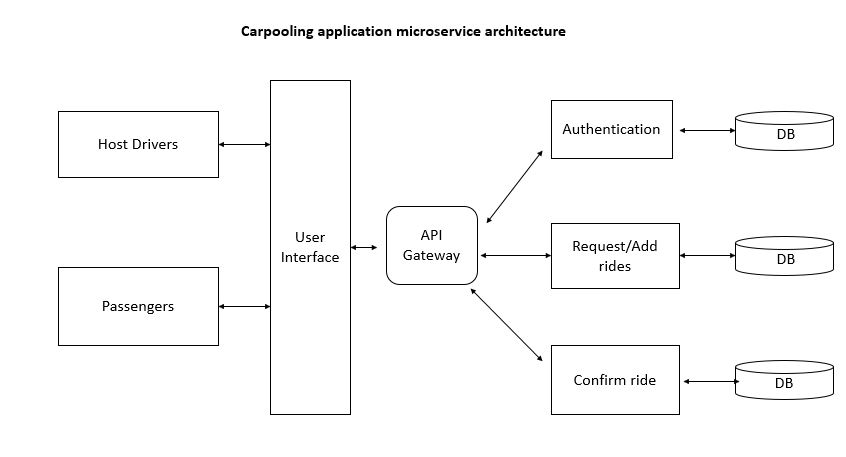 Carpooling application microservice architecture
Host Drivers
Passengers
User
Interface
API
Gateway
Authentication
DB
Request/Add
rides
DB
Confirm ride
DB